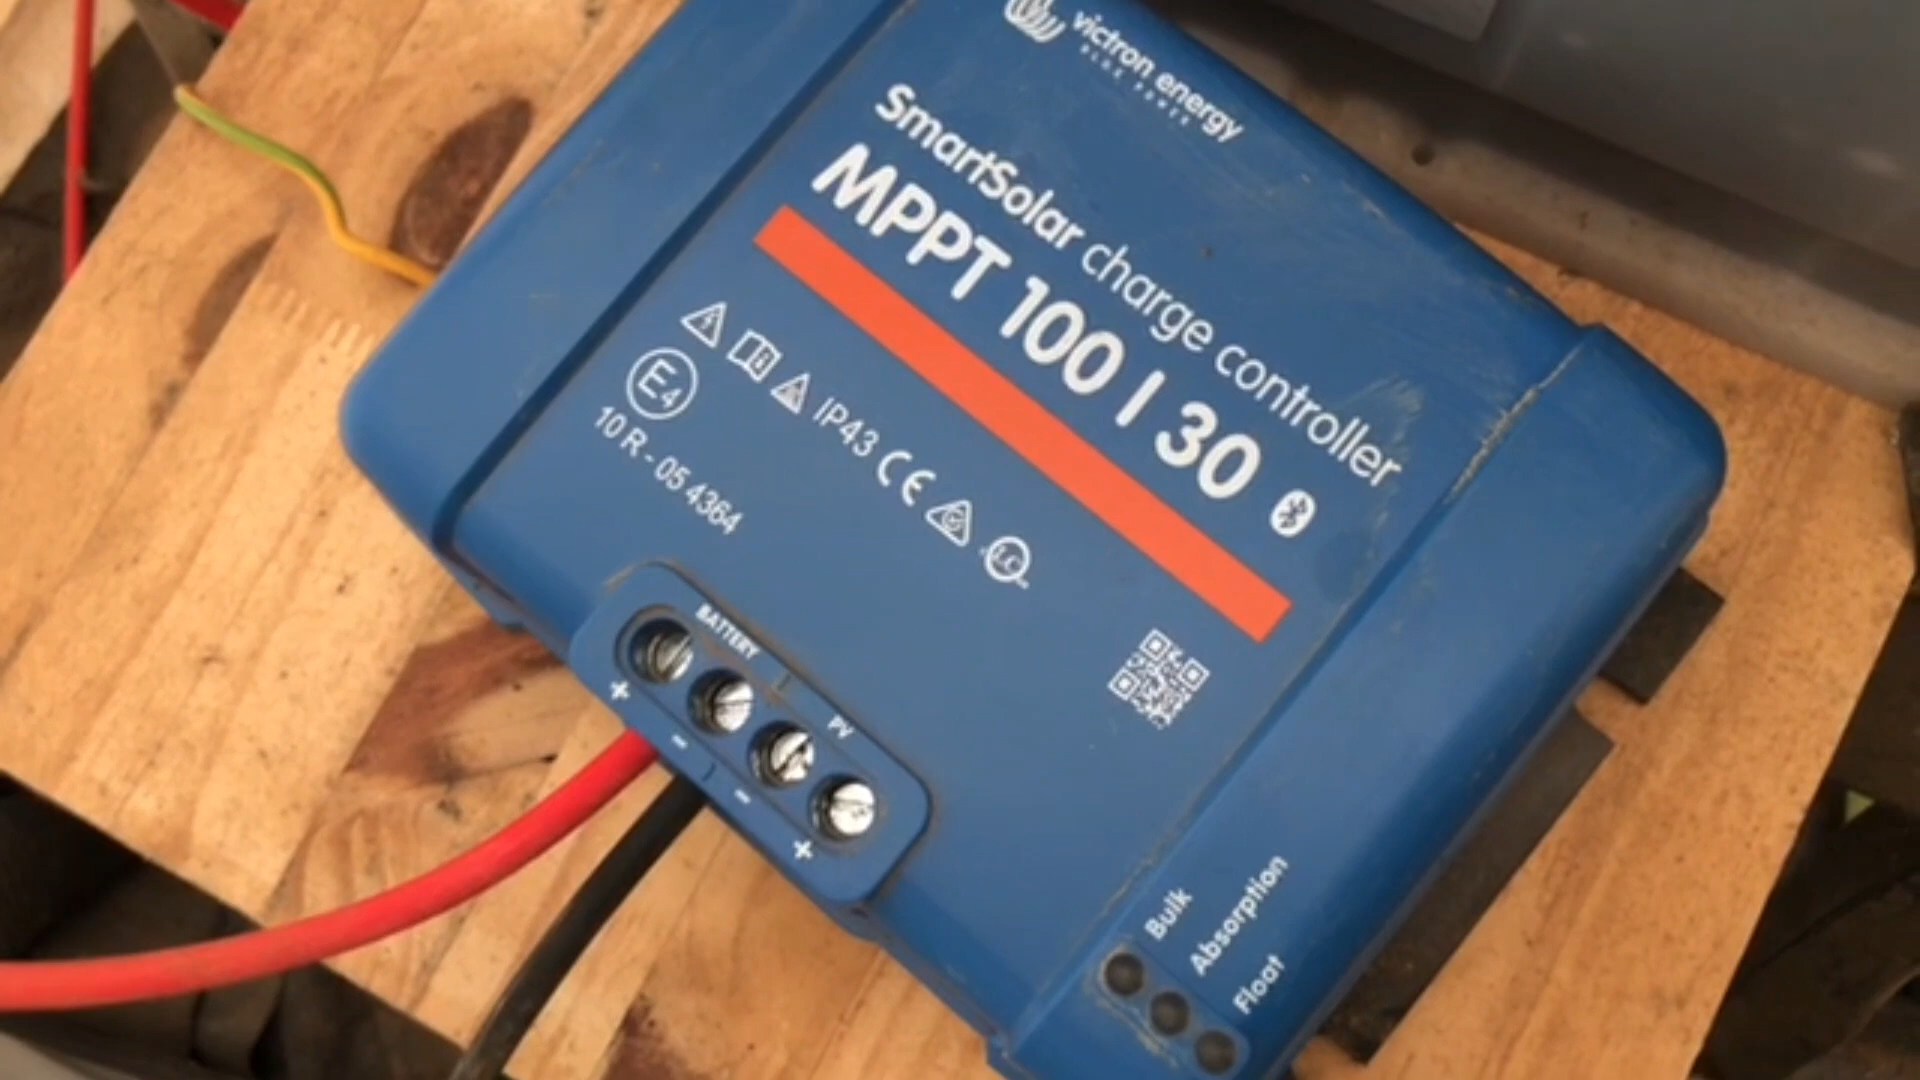 victron energy
BLUE POWER
SmartSolar charge controller
MPPT 100 | 30
IP43 CE
E4
10 R - 05 4364
BATTERY
PV
+
-
-
+
Bulk
Absorption
Float